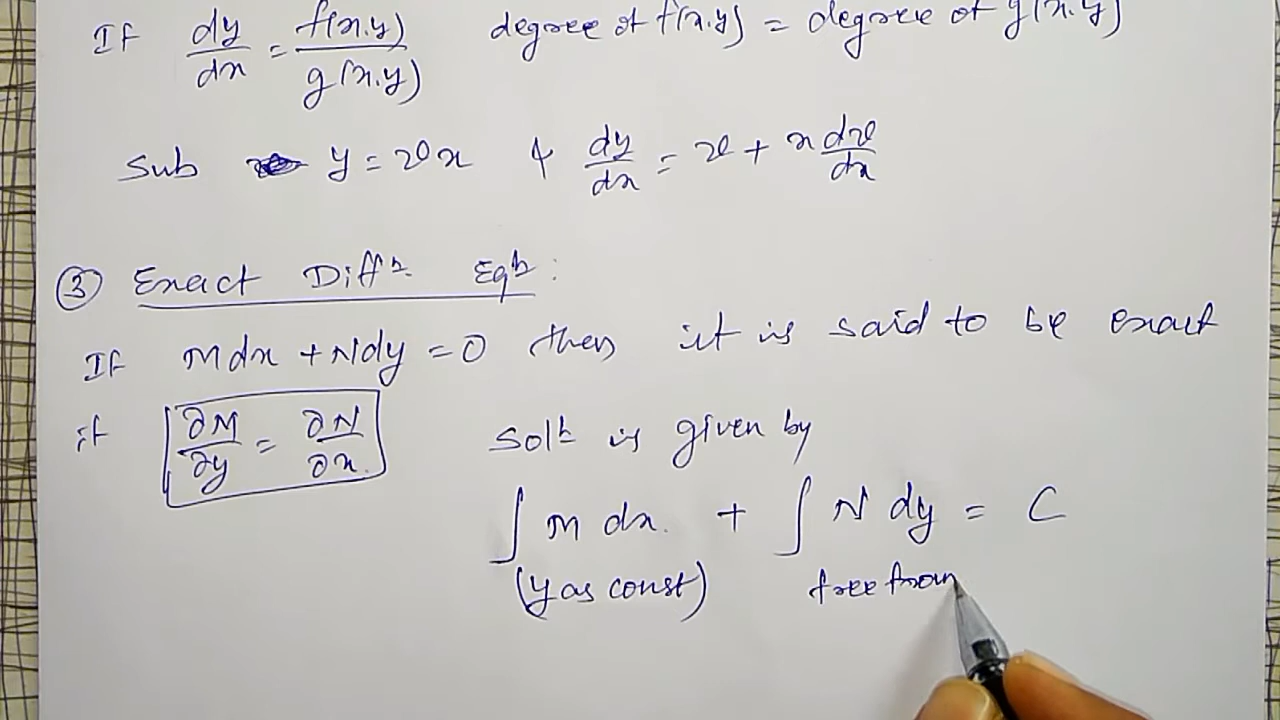 If dy/dx = f(x.y)/g(x,y) degree of f(x.y) = degree of g(x.y)
Sub y = vx & dy/dx = v + x dv/dx
③ Exact Diffn. Eqn :
If Mdx + Ndy = 0 then it is said to be exact
if ∂M/∂y = ∂N/∂x. Soln is given by
∫ M dx. + ∫ N dy = C
(y as const) free from